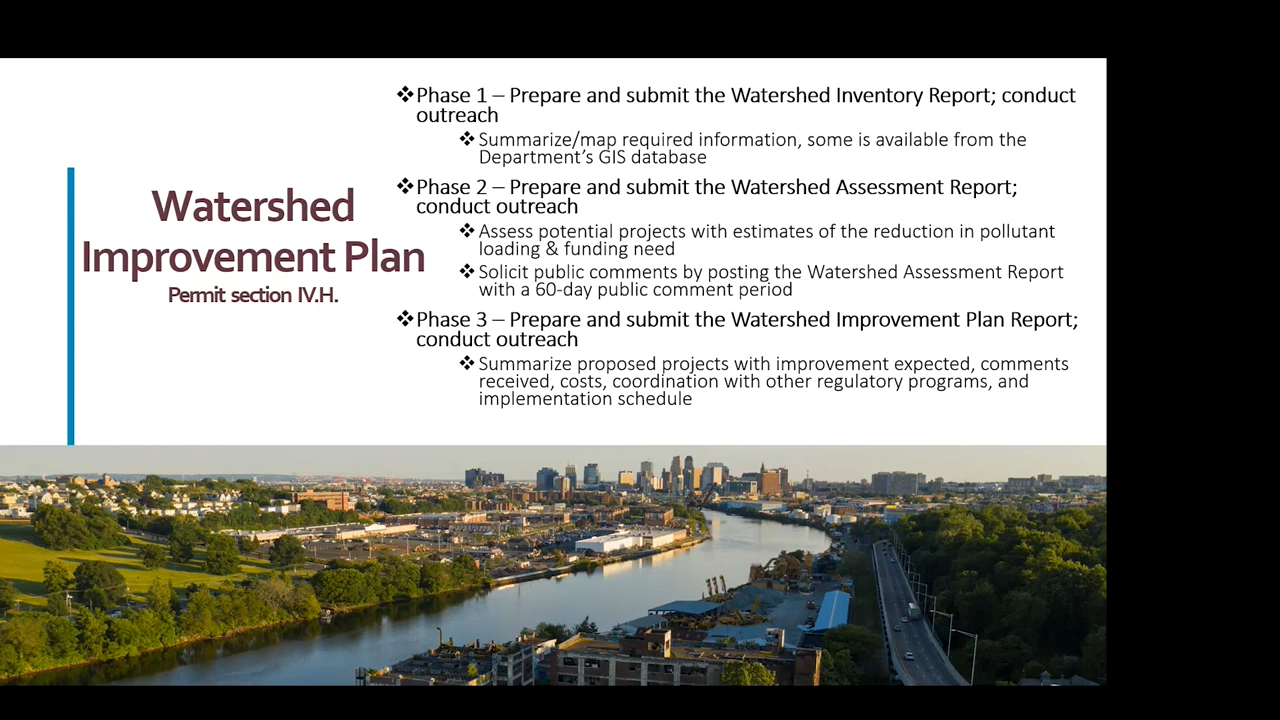 Watershed
Improvement Plan
Permit section IV.H.
❖Phase 1 – Prepare and submit the Watershed Inventory Report; conduct
outreach
❖Summarize/map required information, some is available from the
Department's GIS database
❖Phase 2 – Prepare and submit the Watershed Assessment Report;
conduct outreach
❖Assess potential projects with estimates of the reduction in pollutant
loading & funding need
❖Solicit public comments by posting the Watershed Assessment Report
with a 60-day public comment period
❖Phase 3 – Prepare and submit the Watershed Improvement Plan Report;
conduct outreach
❖Summarize proposed projects with improvement expected, comments
received, costs, coordination with other regulatory programs, and
implementation schedule